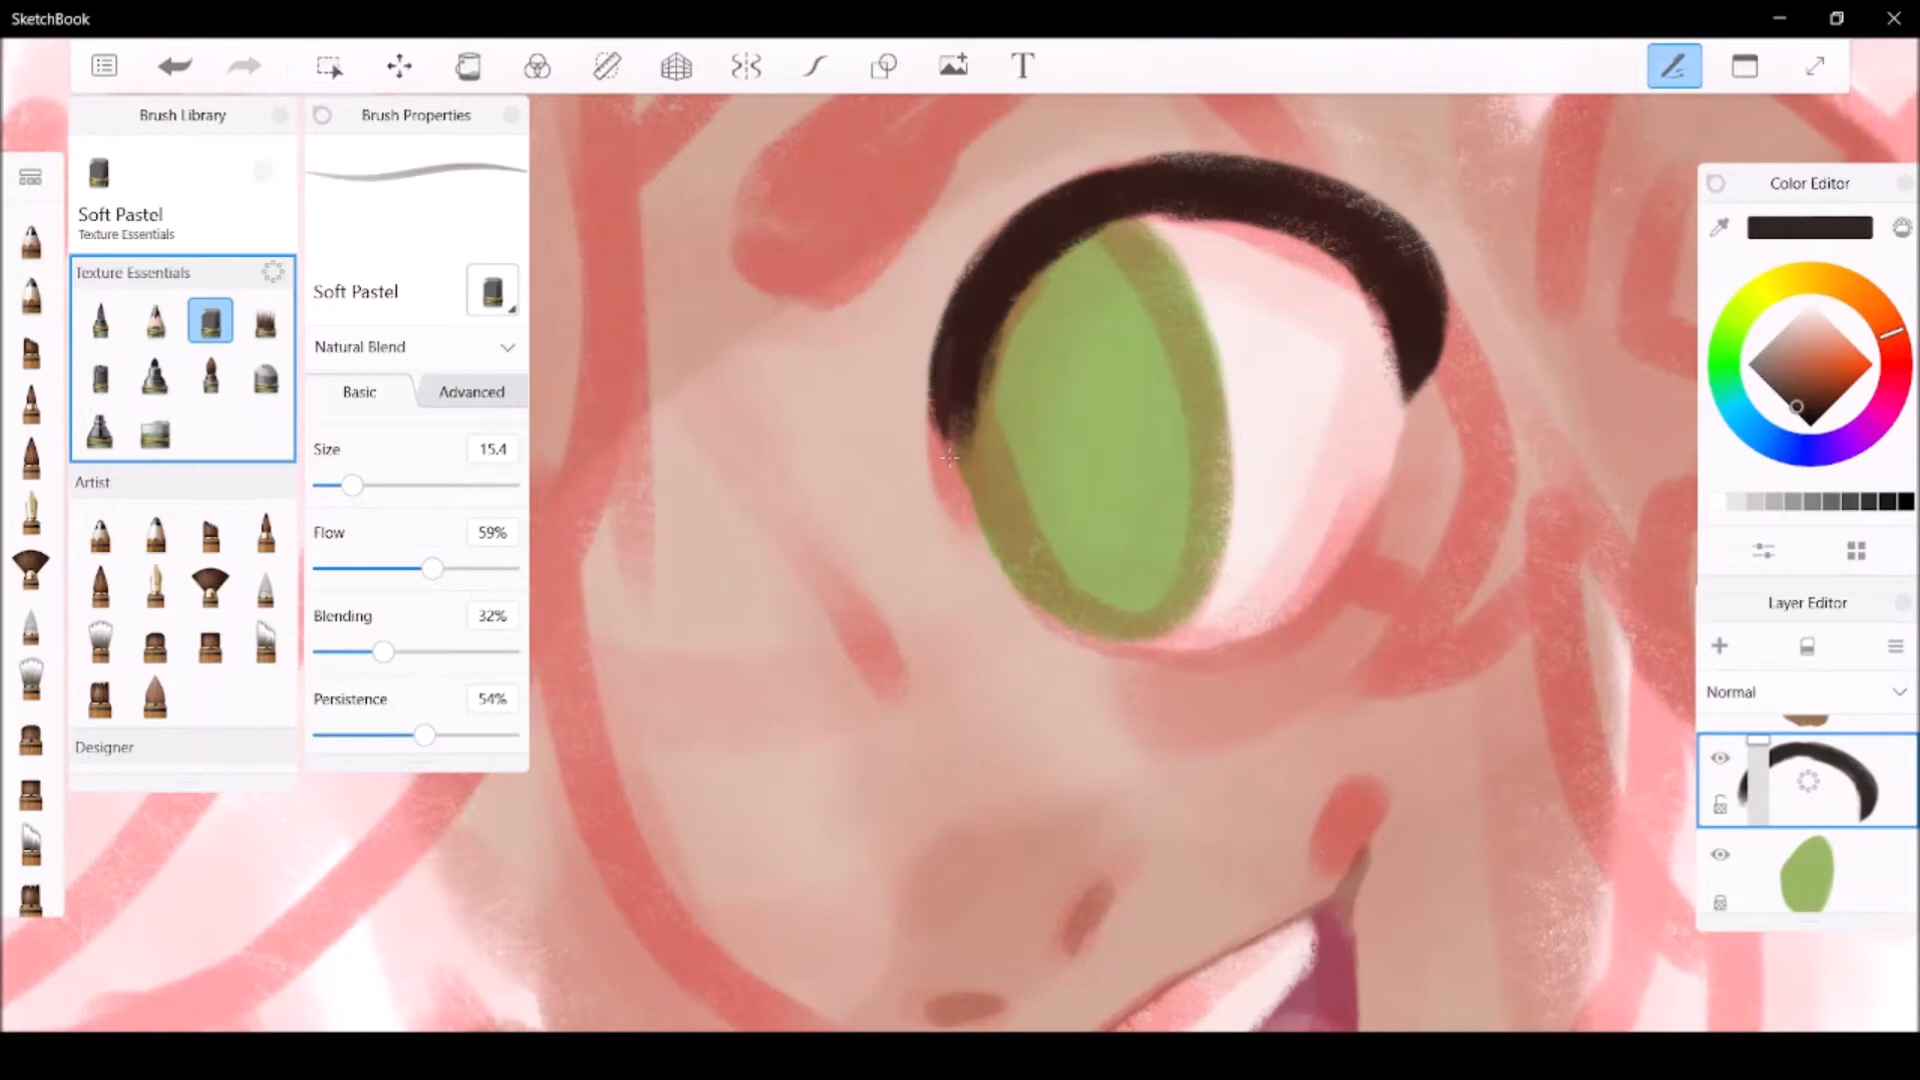 SketchBook
T
Brush Library
Brush Properties
Color Editor
Soft Pastel
Texture Essentials
Texture Essentials
Soft Pastel
Natural Blend
Basic
Advanced
Size
15.4
Artist
Flow
59%
Blending
32%
Layer Editor
Persistence
54%
Normal
Designer